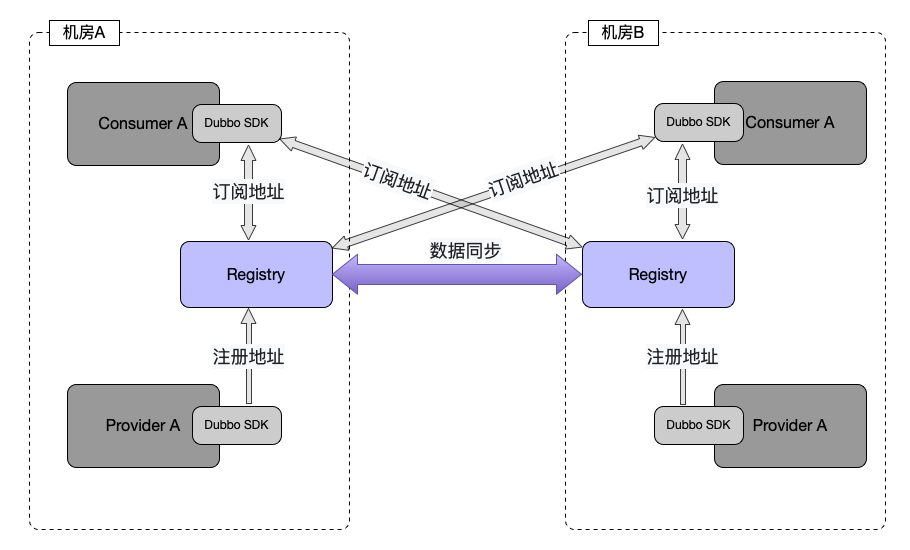 机房A
机房B
Consumer A
Dubbo SDK
Dubbo SDK
Consumer A
订阅地址
订阅地址
订阅地址
订阅地址
数据同步
Registry
Registry
注册地址
注册地址
Provider A
Dubbo SDK
Dubbo SDK
Provider A